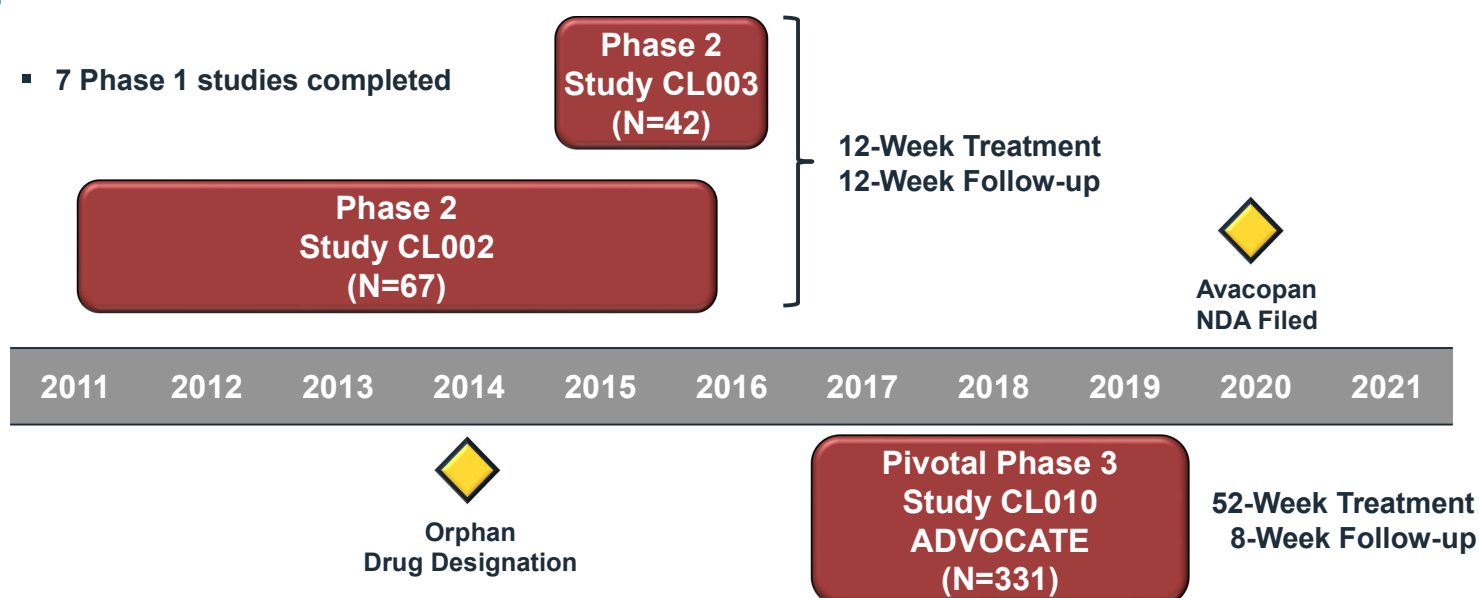 ▪ 7 Phase 1 studies completed
Phase 2
Study CL003
(N=42)
12-Week Treatment
12-Week Follow-up
Phase 2
Study CL002
(N=67)
Avacopan
NDA Filed
2011 2012 2013 2014 2015 2016 2017 2018 2019 2020 2021
Orphan
Drug Designation
Pivotal Phase 3
Study CL010
ADVOCATE
(N=331)
52-Week Treatment
8-Week Follow-up